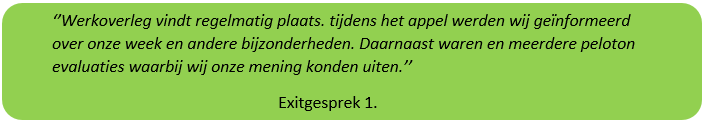 ‘’Werkoverleg vindt regelmatig plaats. tijdens het appel werden wij geïnformeerd
over onze week en andere bijzonderheden. Daarnaast waren en meerdere peloton
evaluaties waarbij wij onze mening konden uiten.’’
Exitgesprek 1.